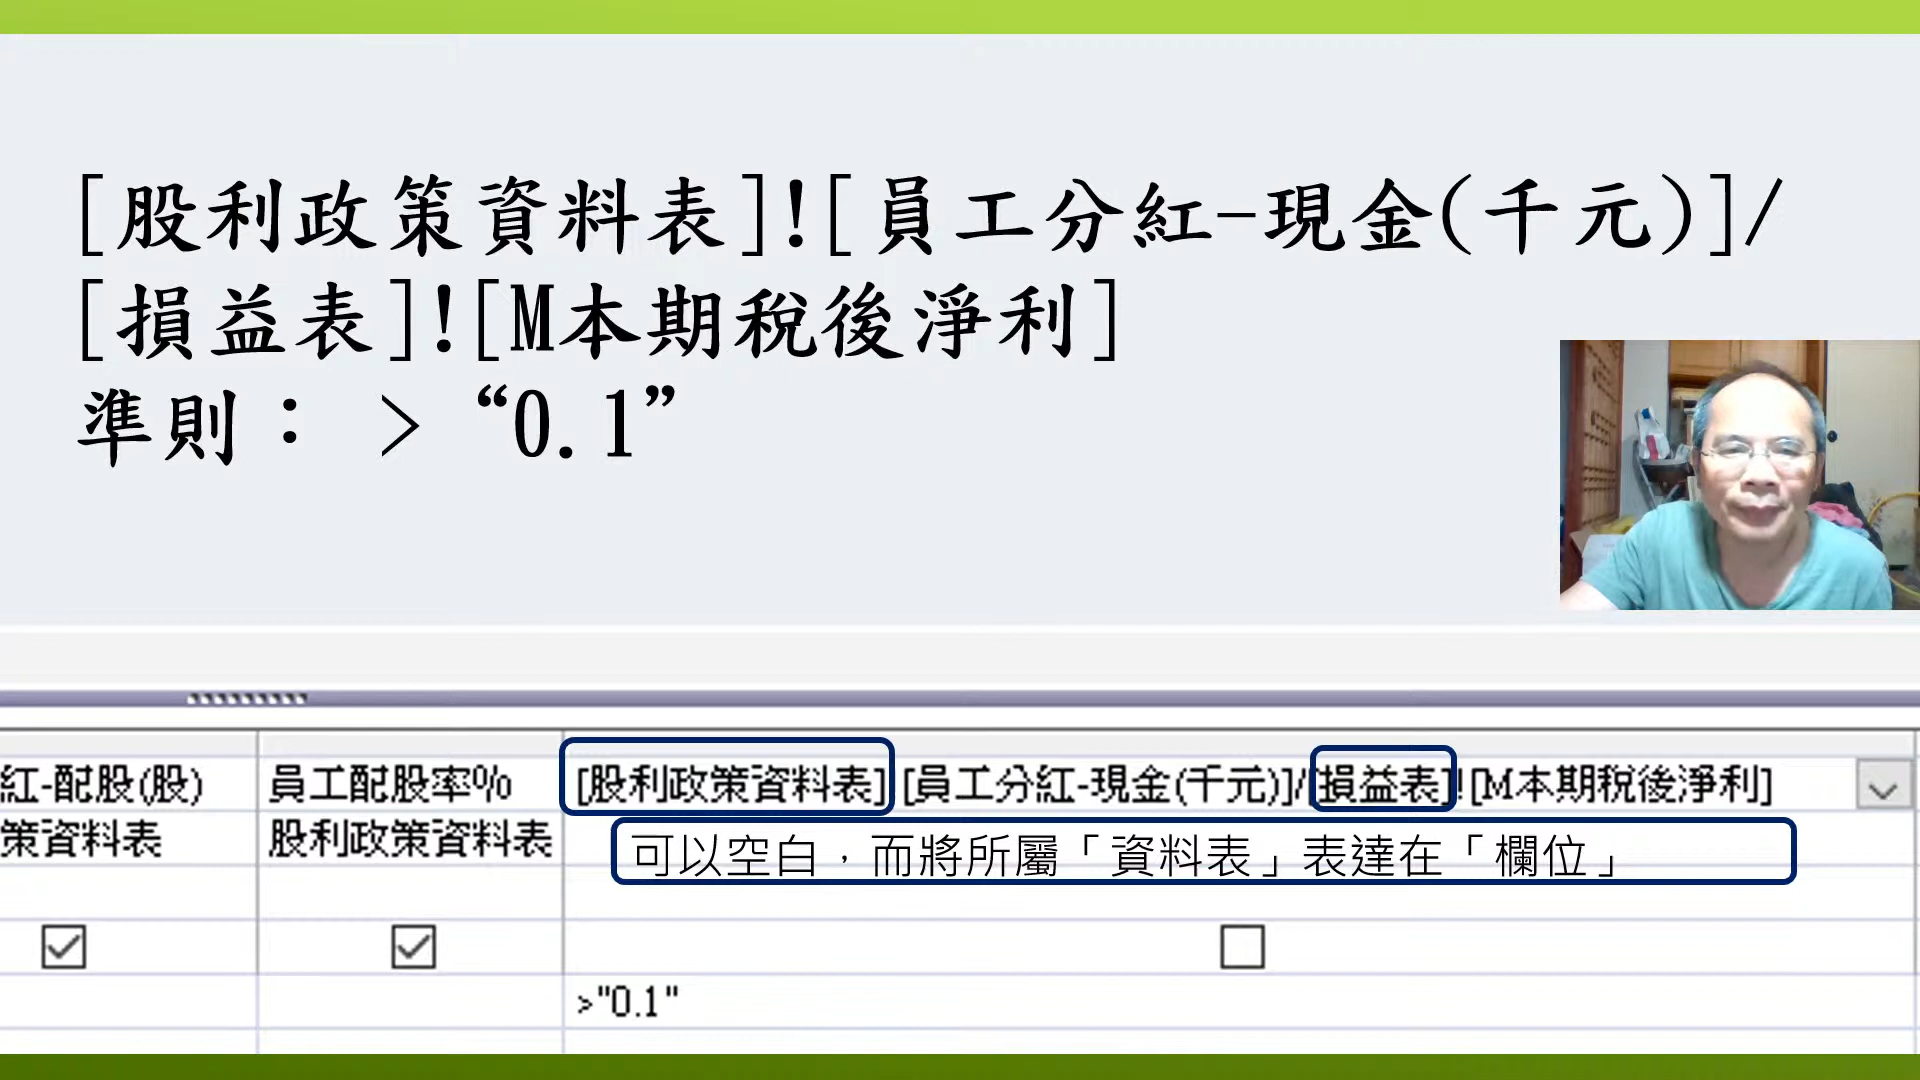 [股利政策資料表]![員工分紅-現金(千元)]/
[損益表]![M本期稅後淨利]
準則： > “0.1”
紅-配股(股)
員工配股率%
[股利政策資料表] [員工分紅-現金(千元)]/[損益表]![M本期稅後淨利]
策資料表
股利政策資料表
可以空白，而將所屬「資料表」表達在「欄位」
>"0.1"